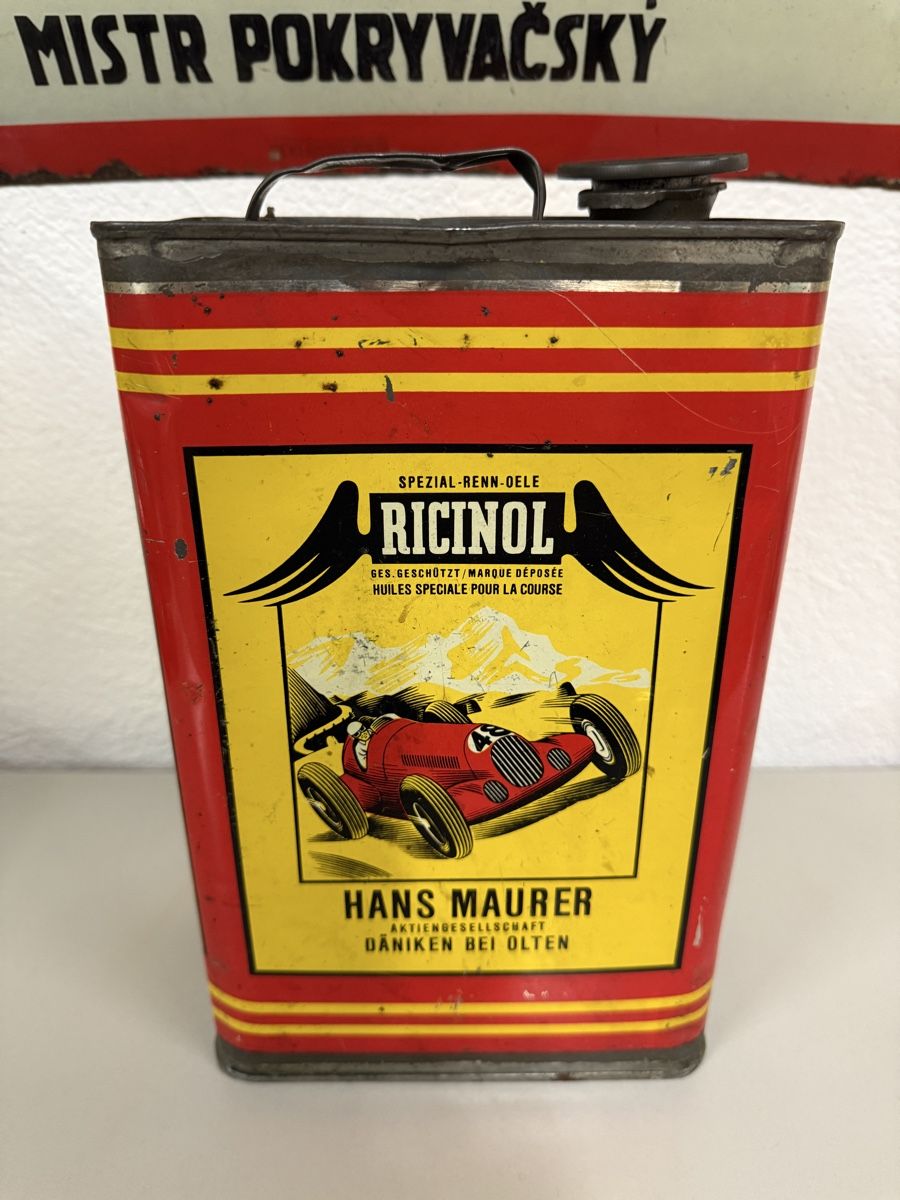 MISTR POKRYVAČSKÝ
SPEZIAL-RENN-OELE
RICINOL
GES. GESCHÜTZT / MARQUE DÉPOSÉE
HUILES SPECIALE POUR LA COURSE
48
HANS MAURER
AKTIENGESELLSCHAFT
DÄNIKEN BEI OLTEN